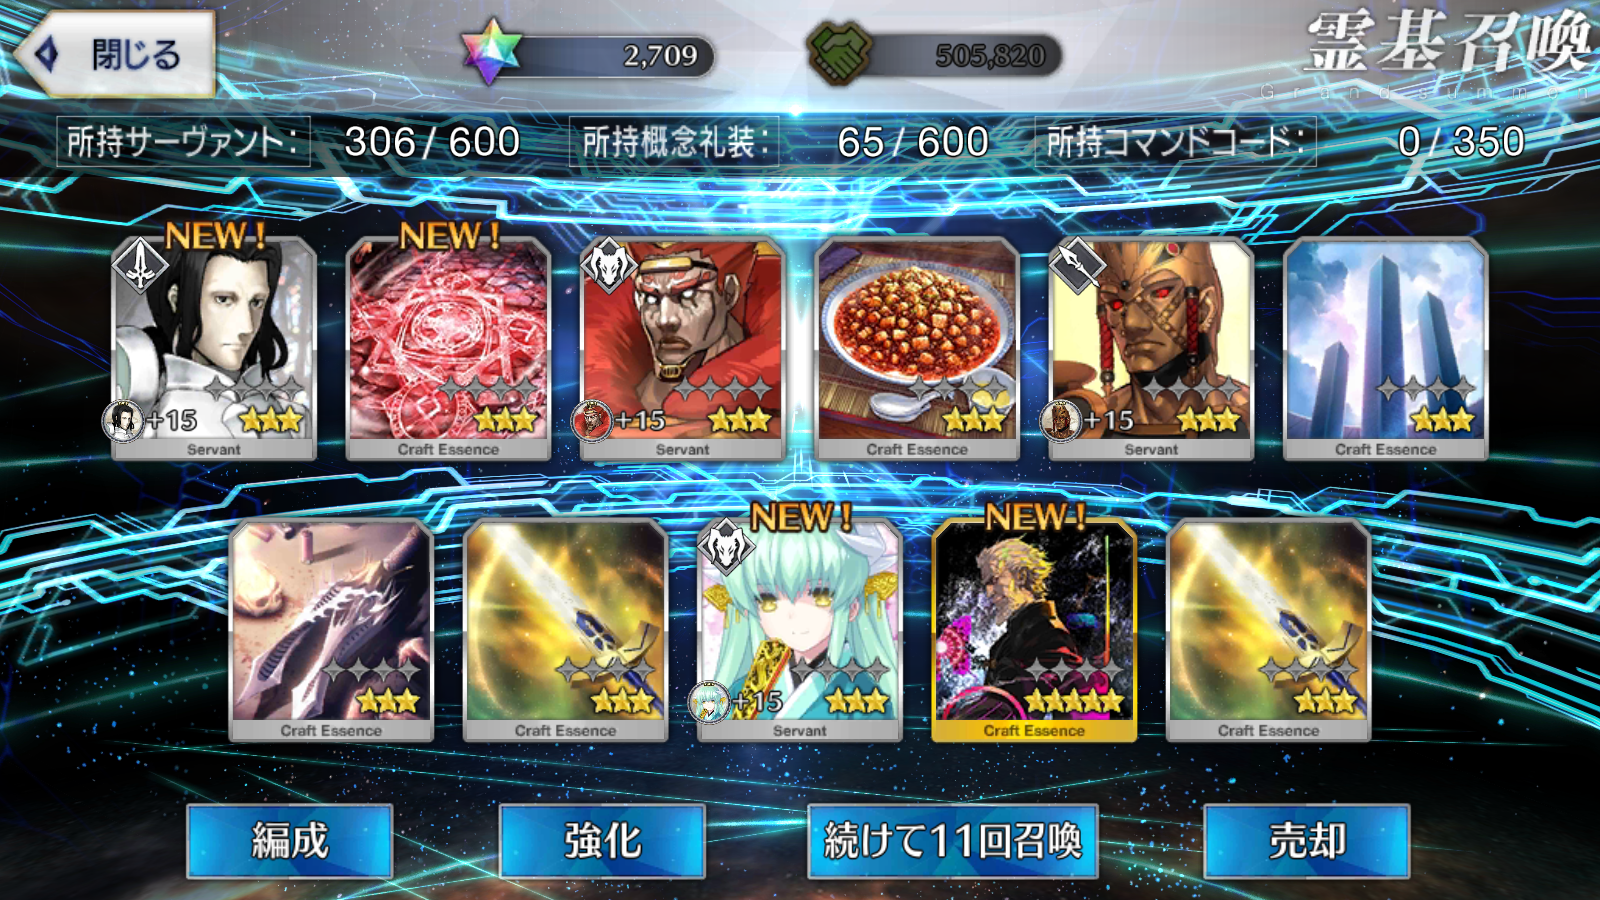 閉じる
2,709
505,820
霊基召喚
Grand summon
所持サーヴァント: 306 / 600
所持概念礼装: 65 / 600
所持コマンドコード: 0 / 350
NEW!
NEW!
+15
+15
+15
Servant
Craft Essence
Servant
Craft Essence
Servant
Craft Essence
NEW!
NEW!
+15
Craft Essence
Craft Essence
Servant
Craft Essence
Craft Essence
編成
強化
続けて11回召喚
売却